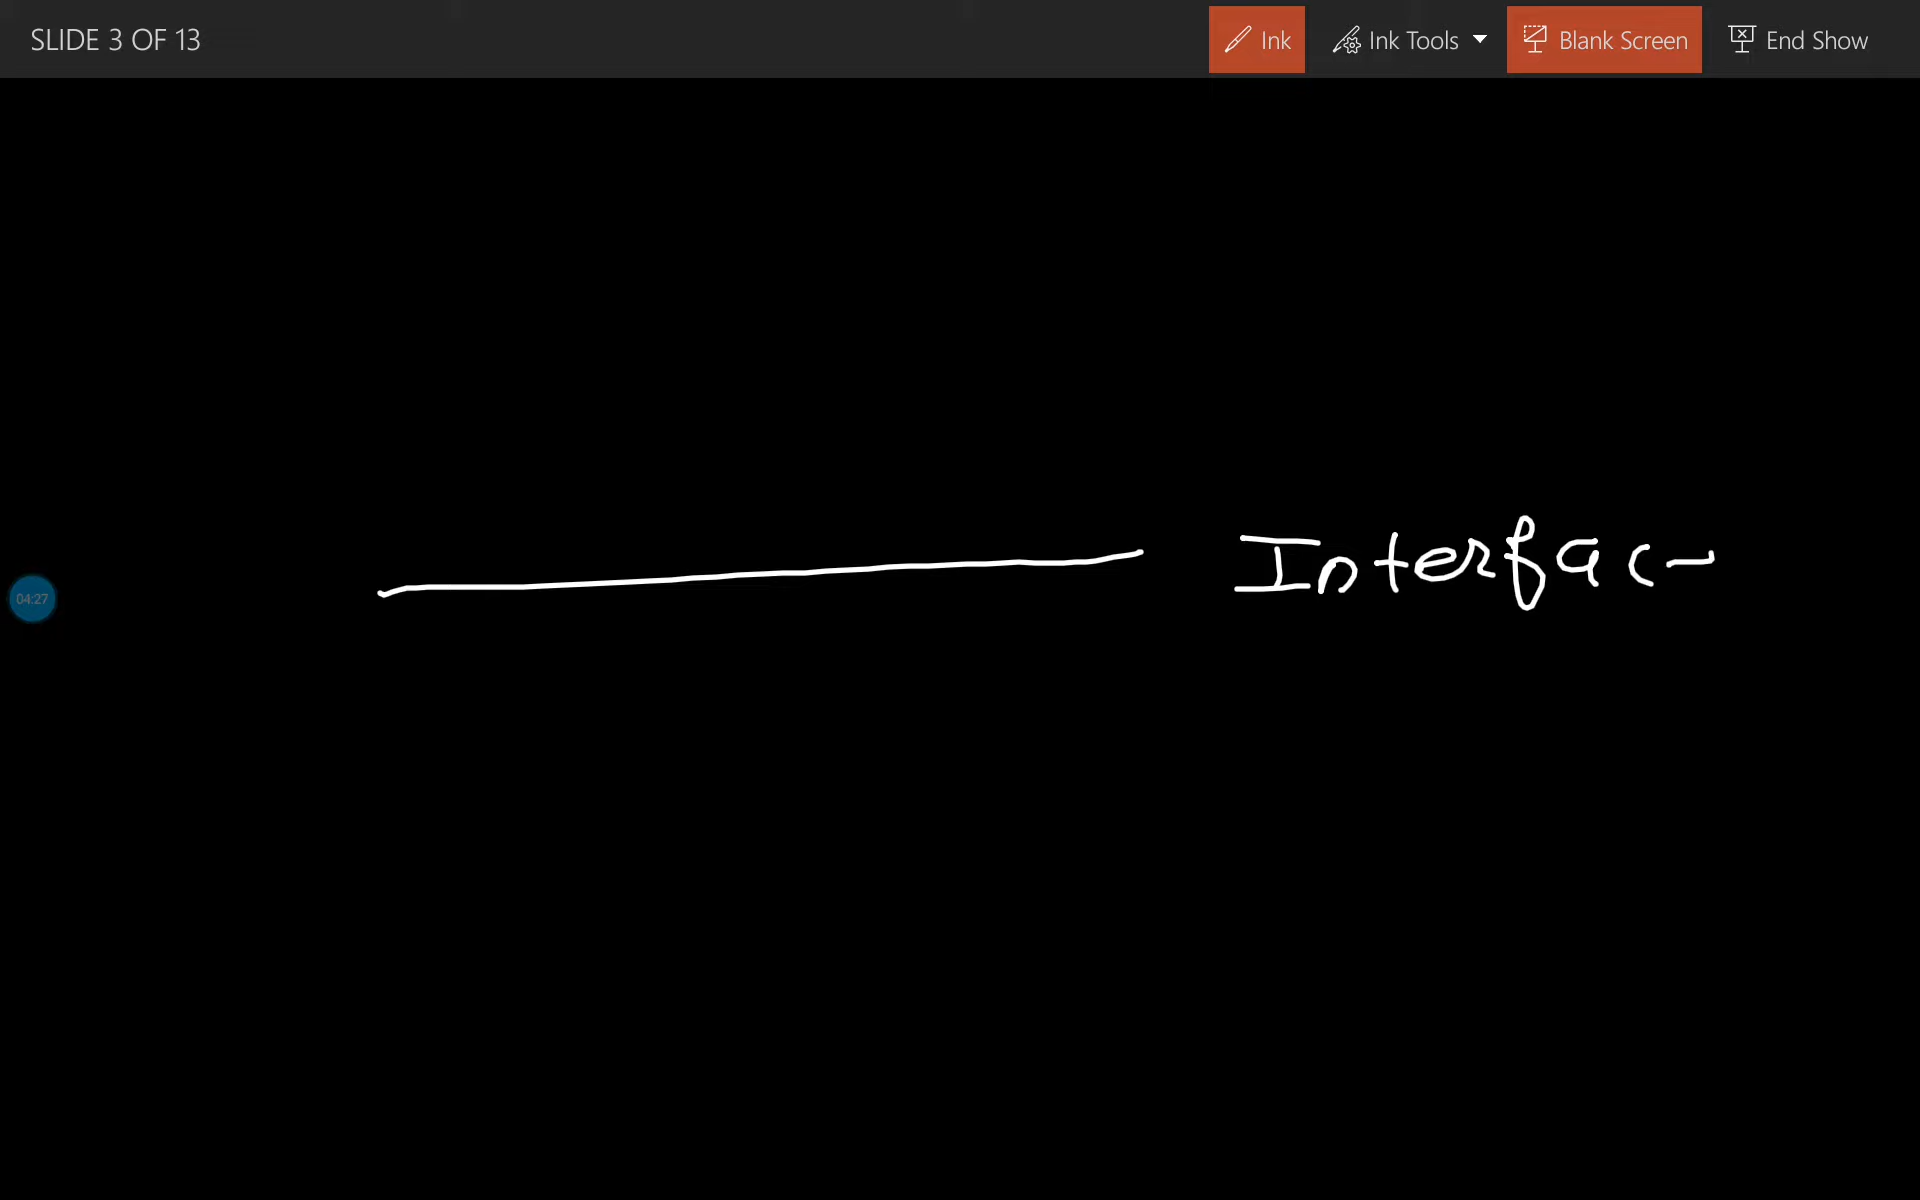 SLIDE 3 OF 13
Ink
Ink Tools
Blank Screen
End Show
04:27
Interfac-